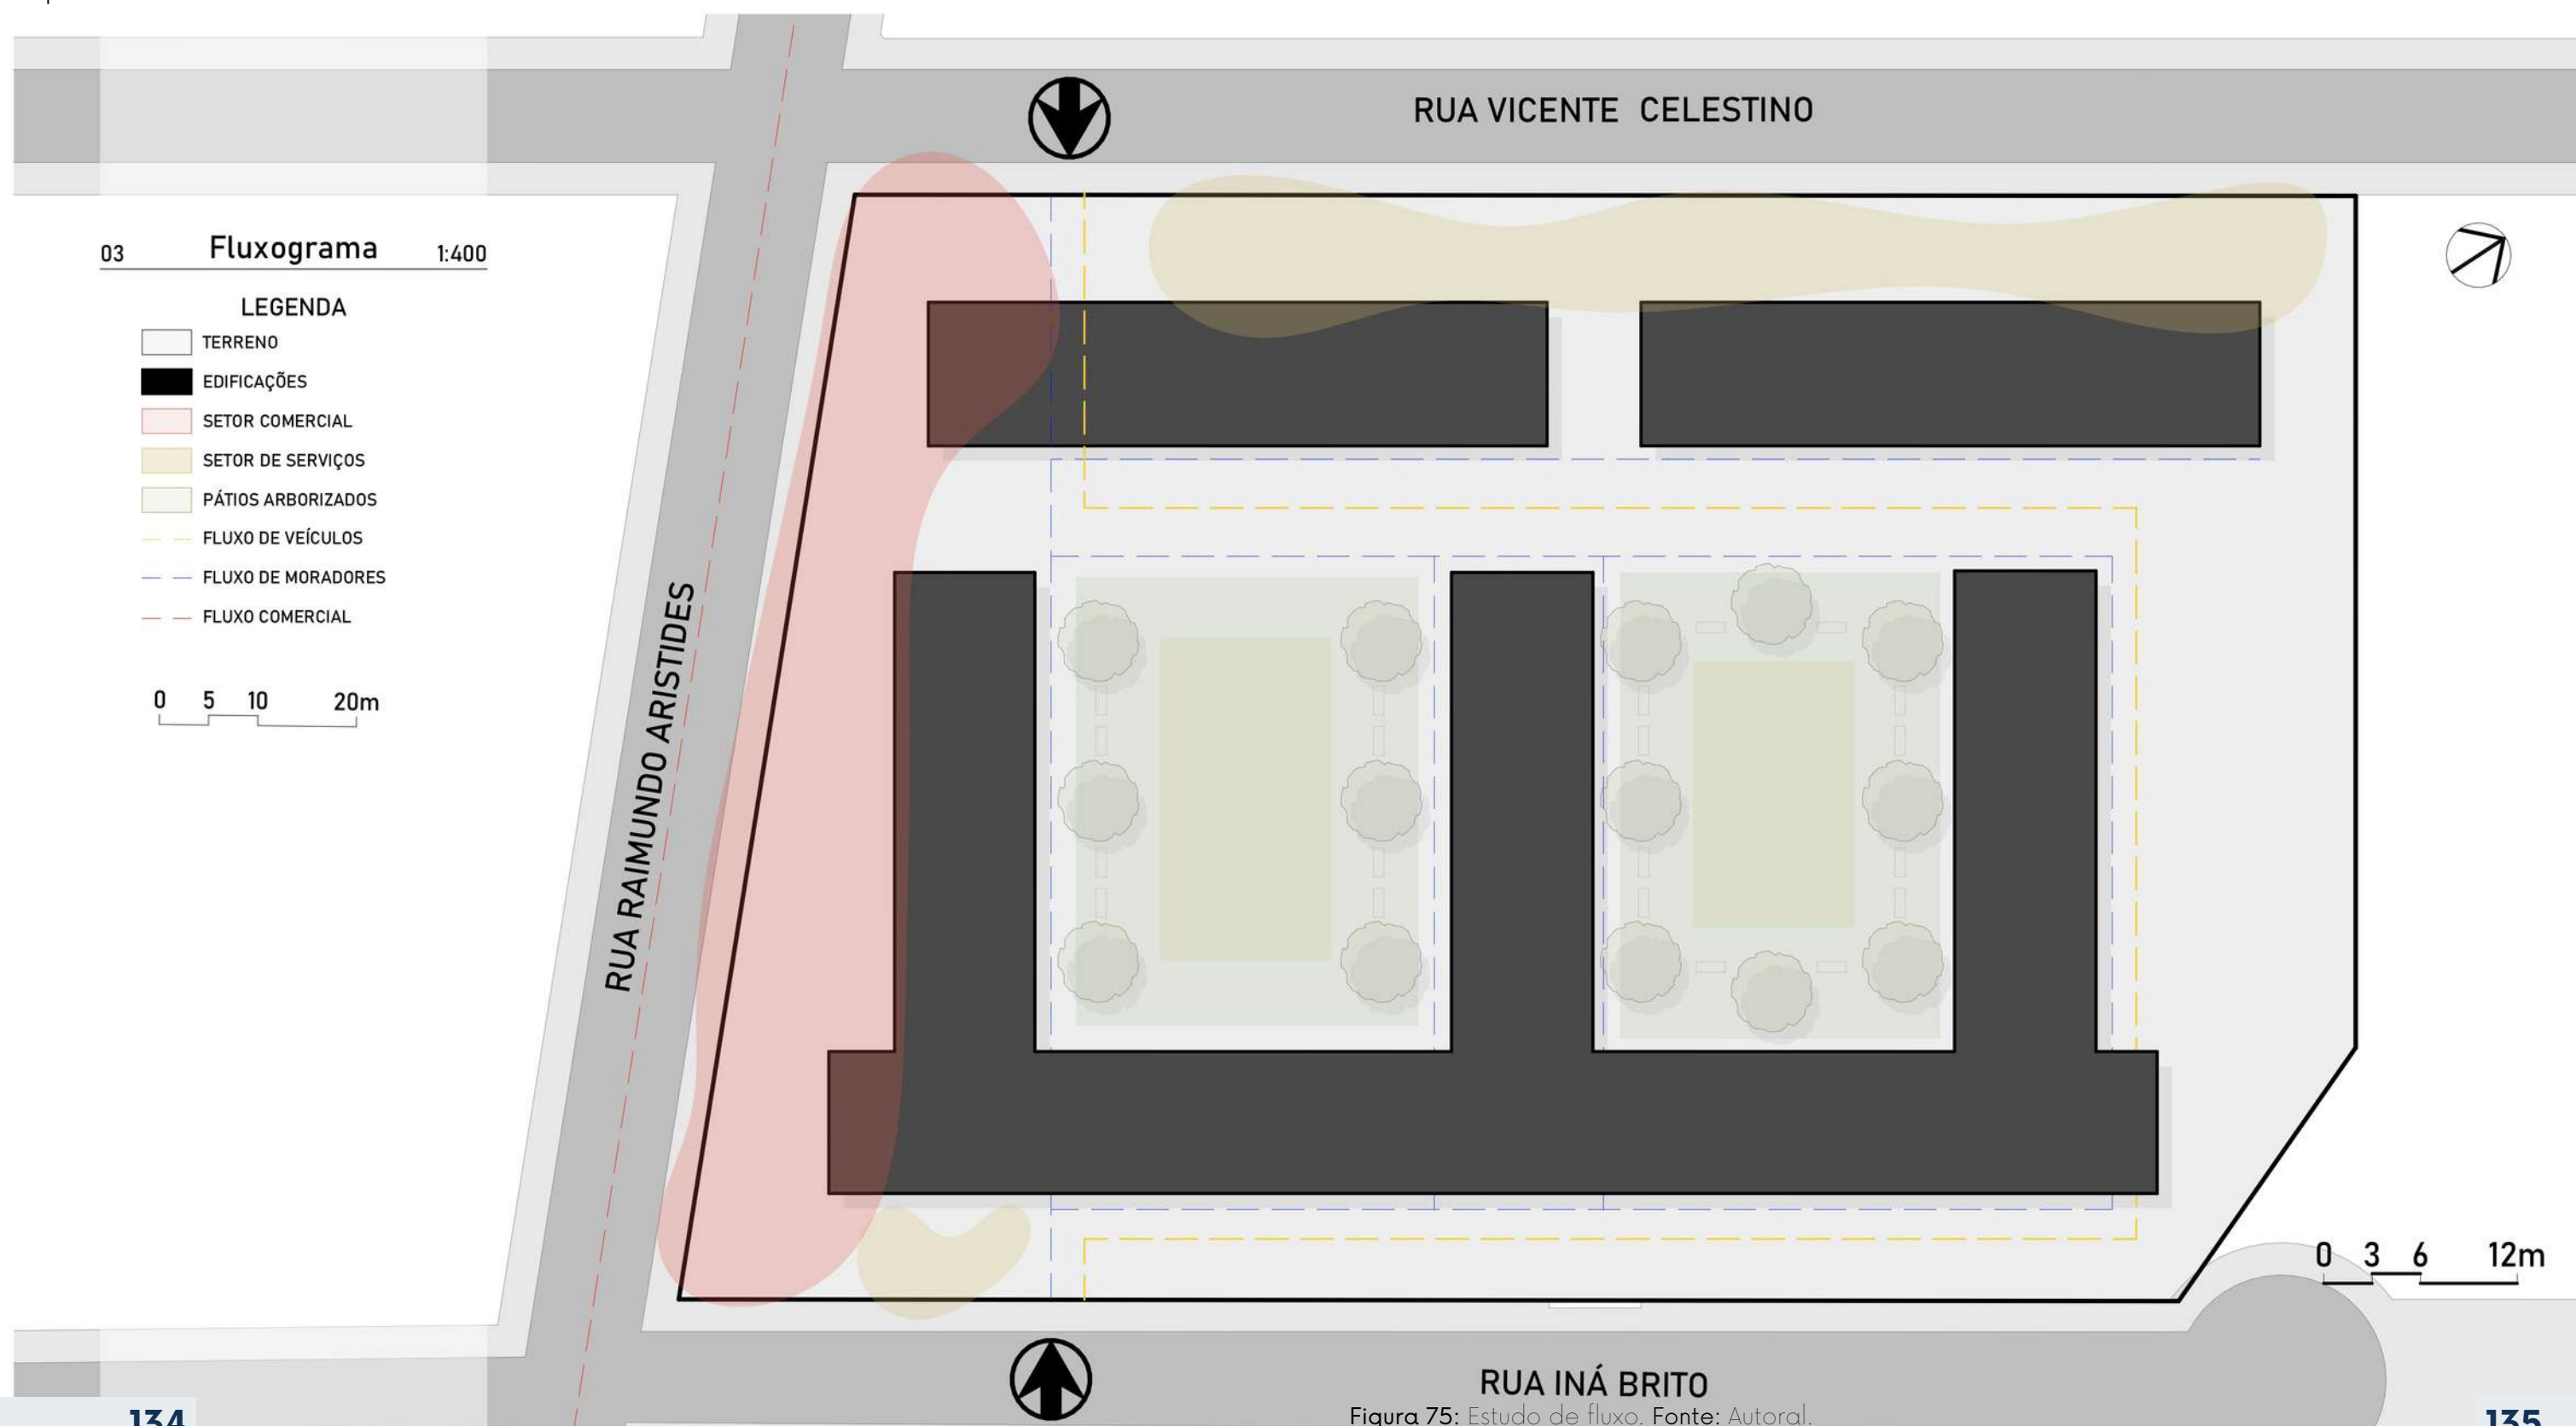 RUA VICENTE CELESTINO
03 Fluxograma 1:400
LEGENDA
TERRENO
EDIFICAÇÕES
SETOR COMERCIAL
SETOR DE SERVIÇOS
PÁTIOS ARBORIZADOS
FLUXO DE VEÍCULOS
FLUXO DE MORADORES
FLUXO COMERCIAL
0 5 10 20m
RUA RAIMUNDO ARISTIDES
0 3 6 12m
RUA INÁ BRITO
Figura 75: Estudo de fluxo. Fonte: Autoral.
134
135